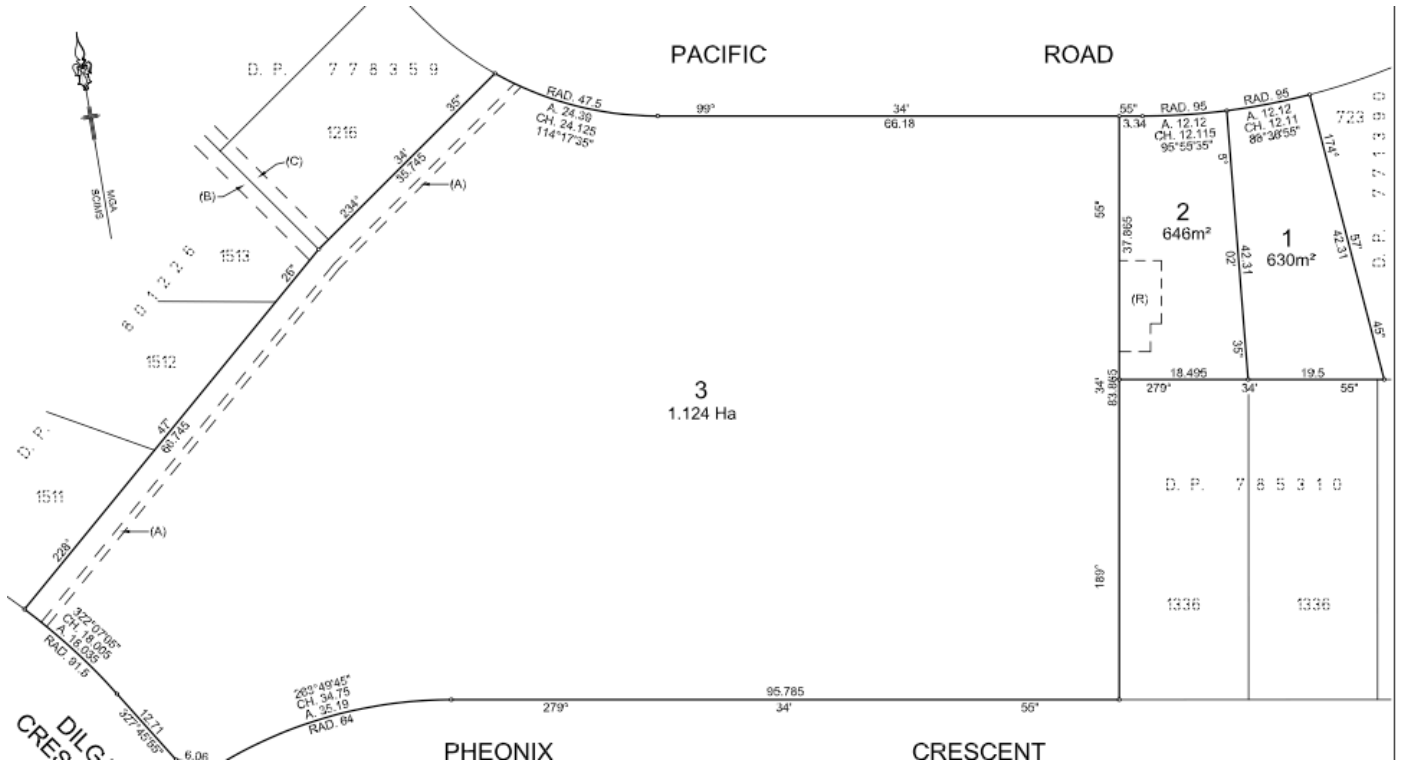 PACIFIC ROAD
D. P. 778359
1216
(C)
(B)
MGA
SCIMS
1513
801226
1512
D. P.
1511
RAD. 47.5
A. 24.39
CH. 24.125
114°17'35"
99° 34' 55"
66.18
3.34
RAD. 95
A. 12.12
CH. 12.115
95°55'35"
RAD. 95
A. 12.12
CH. 12.11
88°36'55"
723
D. P. 771390
234° 34' 35"
35.745
(A)
228° 47' 26"
66.745
(A)
2
646m²
1
630m²
3
1.124 Ha
37.865
(R)
8° 02' 35"
42.31
174° 57' 45"
42.31
18.495
19.5
279° 34' 55"
189° 34' 55"
83.865
D. P. 785310
1336
1336
322°07'05"
CH. 18.005
A. 18.035
RAD. 91.5
12.71
327°45'55"
6.06
263°49'45"
CH. 34.75
A. 35.19
RAD. 64
95.785
279° 34' 55"
PHEONIX CRESCENT